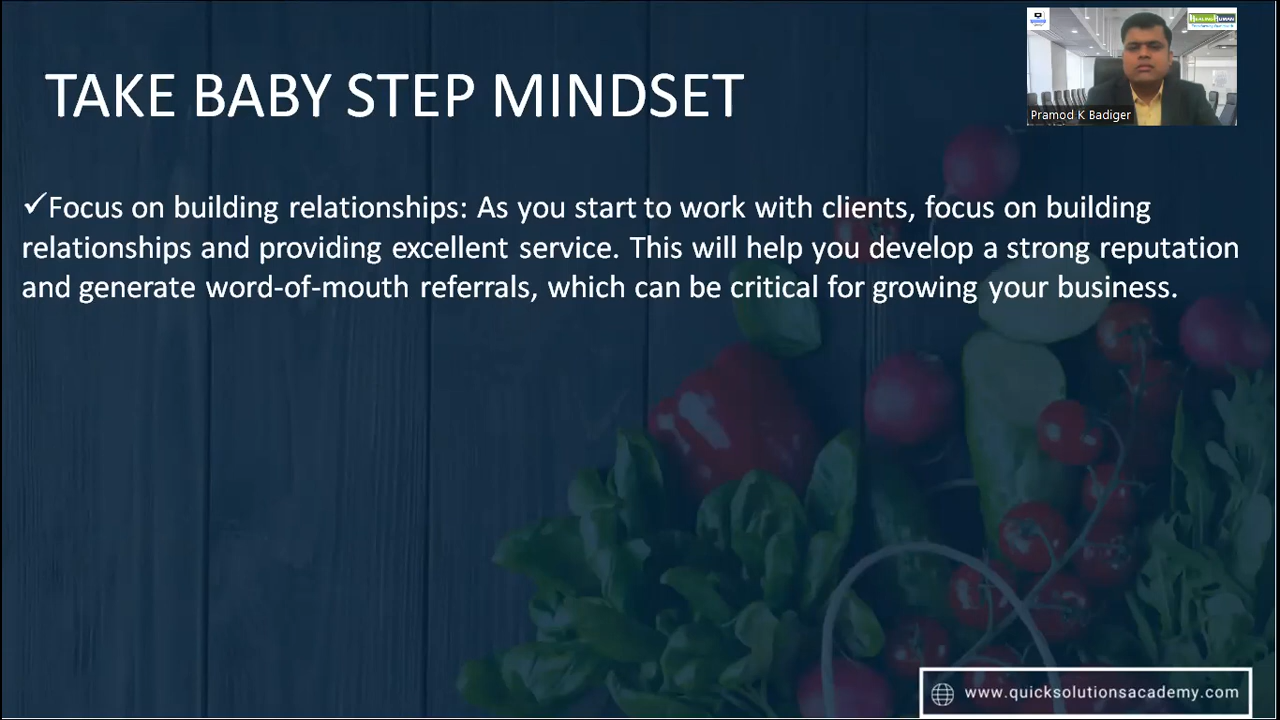 TAKE BABY STEP MINDSET
HEALING HUMAN
Pramod K Badiger
✓Focus on building relationships: As you start to work with clients, focus on building
relationships and providing excellent service. This will help you develop a strong reputation
and generate word-of-mouth referrals, which can be critical for growing your business.
www.quicksolutionsacademy.com